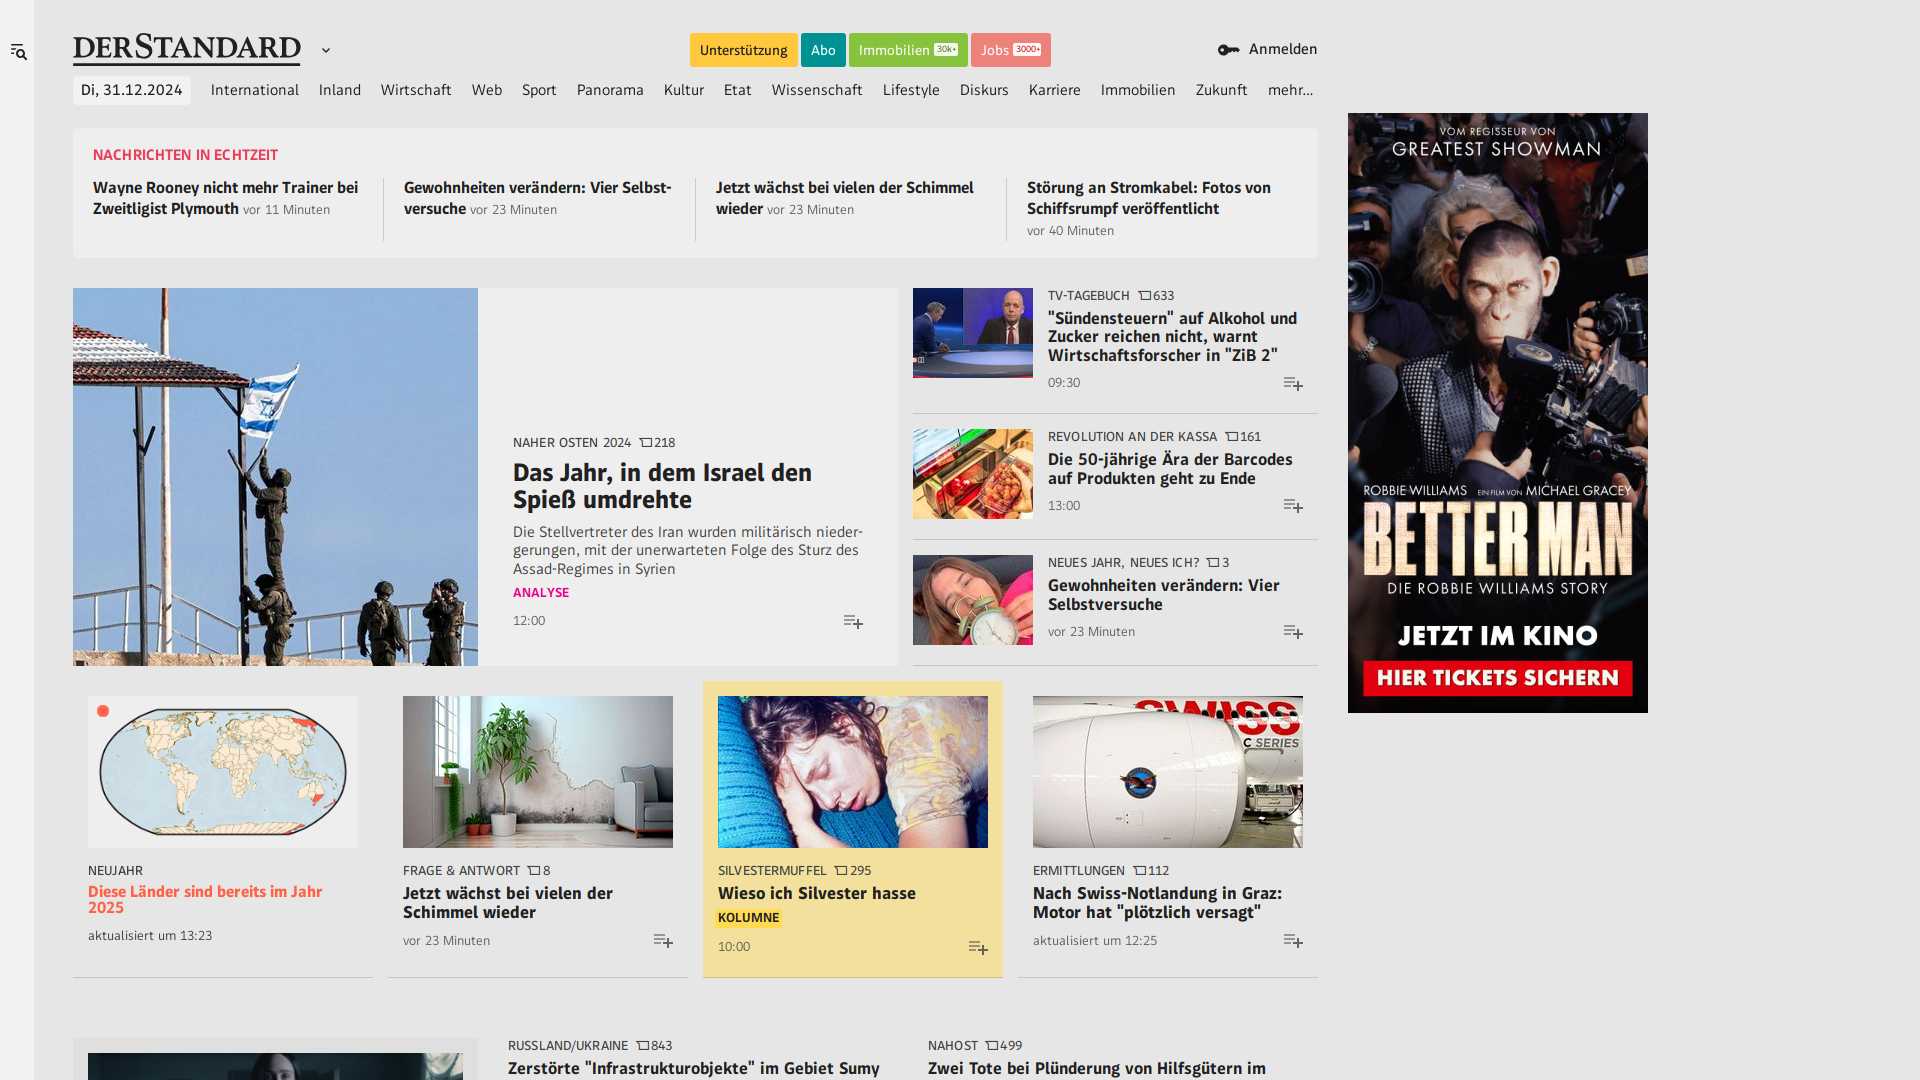 DERSTANDARD
Unterstützung
Abo
Immobilien 30k+
Jobs 3000+
Anmelden
Di, 31.12.2024
International
Inland
Wirtschaft
Web
Sport
Panorama
Kultur
Etat
Wissenschaft
Lifestyle
Diskurs
Karriere
Immobilien
Zukunft
mehr...
NACHRICHTEN IN ECHTZEIT
Wayne Rooney nicht mehr Trainer bei
Zweitligist Plymouth vor 11 Minuten
Gewohnheiten verändern: Vier Selbst-
versuche vor 23 Minuten
Jetzt wächst bei vielen der Schimmel
wieder vor 23 Minuten
Störung an Stromkabel: Fotos von
Schiffsrumpf veröffentlicht
vor 40 Minuten
NAHER OSTEN 2024 218
Das Jahr, in dem Israel den
Spieß umdrehte
Die Stellvertreter des Iran wurden militärisch nieder-
gerungen, mit der unerwarteten Folge des Sturz des
Assad-Regimes in Syrien
ANALYSE
12:00
TV-TAGEBUCH 633
"Sündensteuern" auf Alkohol und
Zucker reichen nicht, warnt
Wirtschaftsforscher in "ZiB 2"
09:30
REVOLUTION AN DER KASSA 161
Die 50-jährige Ära der Barcodes
auf Produkten geht zu Ende
13:00
NEUES JAHR, NEUES ICH? 3
Gewohnheiten verändern: Vier
Selbstversuche
vor 23 Minuten
VOM REGISSEUR VON
GREATEST SHOWMAN
ROBBIE WILLIAMS EIN FILM VON MICHAEL GRACEY
BETTER MAN
DIE ROBBIE WILLIAMS STORY
JETZT IM KINO
HIER TICKETS SICHERN
NEUJAHR
Diese Länder sind bereits im Jahr
2025
aktualisiert um 13:23
FRAGE & ANTWORT 8
Jetzt wächst bei vielen der
Schimmel wieder
vor 23 Minuten
SILVESTERMUFFEL 295
Wieso ich Silvester hasse
KOLUMNE
10:00
SWISS
C SERIES
ERMITTLUNGEN 112
Nach Swiss-Notlandung in Graz:
Motor hat "plötzlich versagt"
aktualisiert um 12:25
RUSSLAND/UKRAINE 843
Zerstörte "Infrastrukturobjekte" im Gebiet Sumy
NAHOST 499
Zwei Tote bei Plünderung von Hilfsgütern im